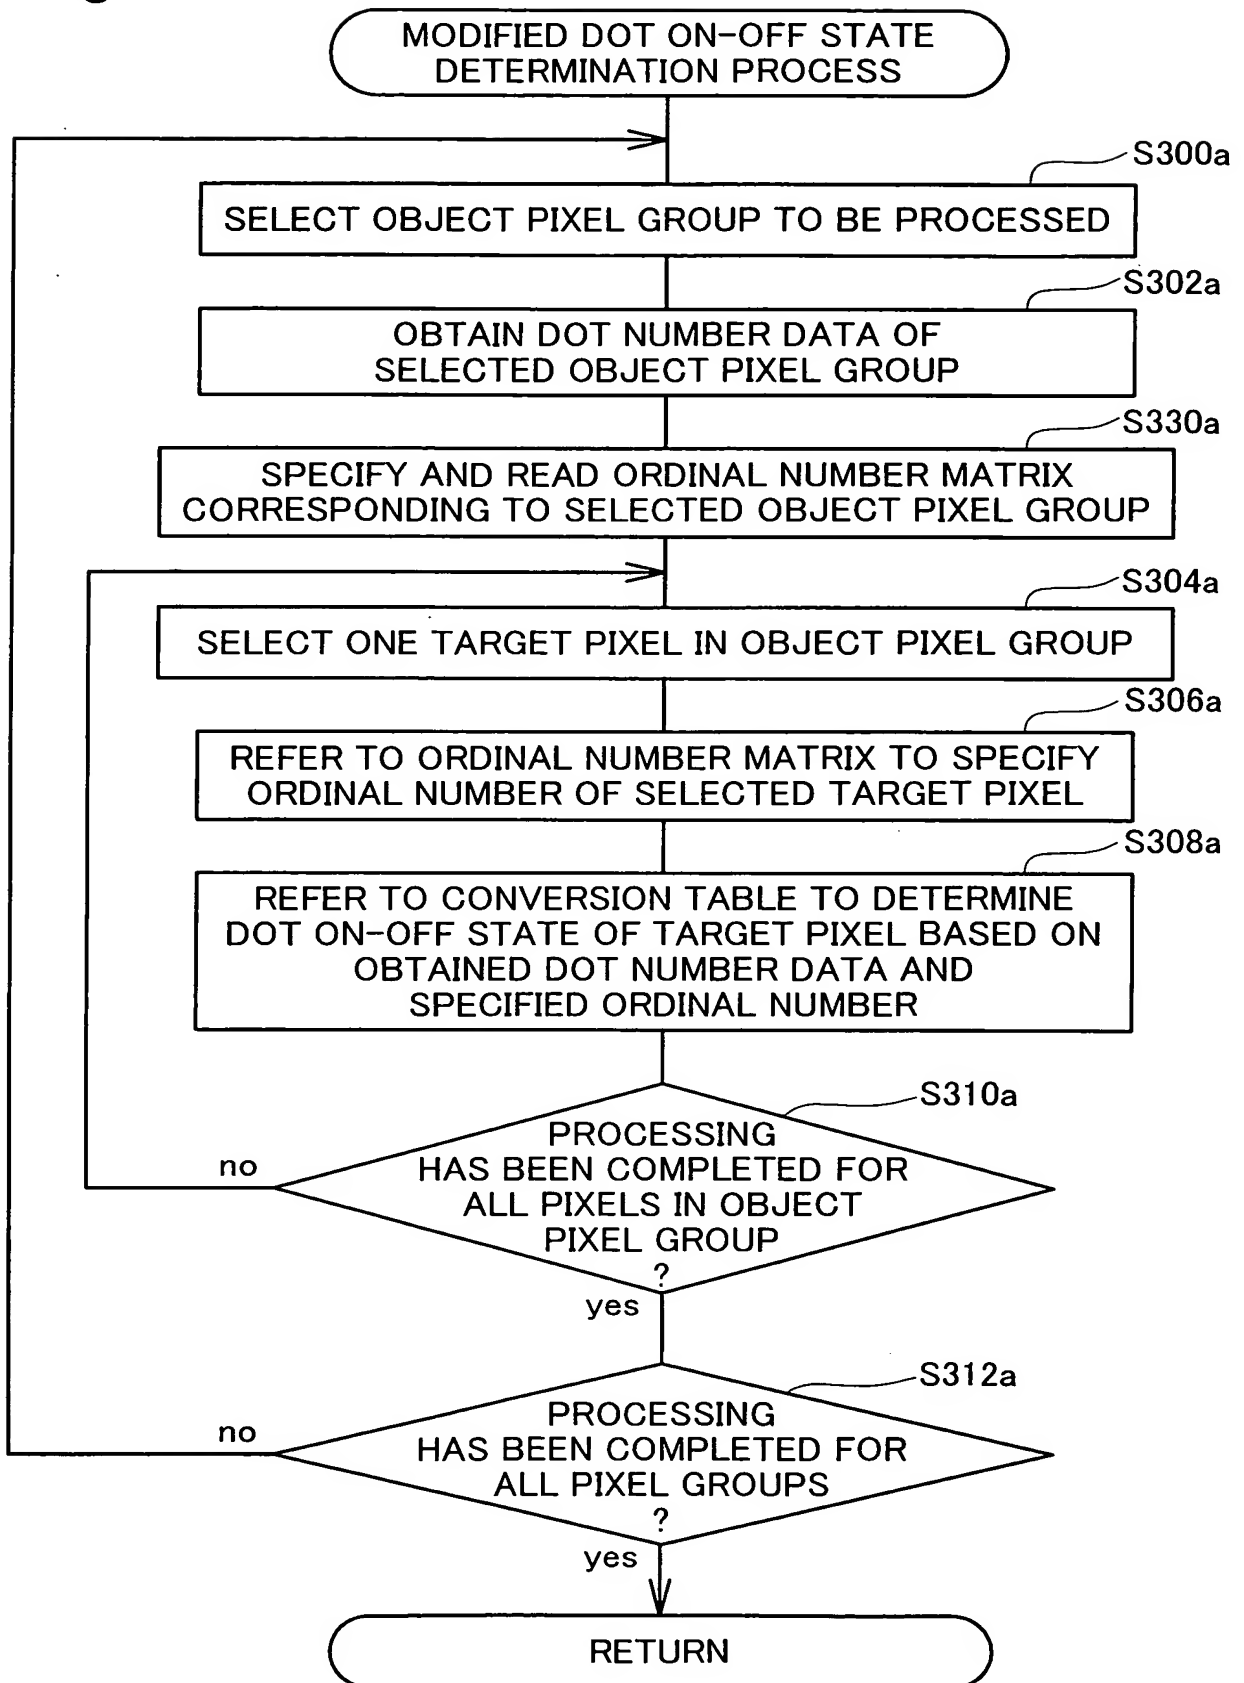 MODIFIED DOT ON-OFF STATE
DETERMINATION PROCESS
S300a
SELECT OBJECT PIXEL GROUP TO BE PROCESSED
S302a
OBTAIN DOT NUMBER DATA OF
SELECTED OBJECT PIXEL GROUP
S330a
SPECIFY AND READ ORDINAL NUMBER MATRIX
CORRESPONDING TO SELECTED OBJECT PIXEL GROUP
S304a
SELECT ONE TARGET PIXEL IN OBJECT PIXEL GROUP
S306a
REFER TO ORDINAL NUMBER MATRIX TO SPECIFY
ORDINAL NUMBER OF SELECTED TARGET PIXEL
S308a
REFER TO CONVERSION TABLE TO DETERMINE
DOT ON-OFF STATE OF TARGET PIXEL BASED ON
OBTAINED DOT NUMBER DATA AND
SPECIFIED ORDINAL NUMBER
S310a
PROCESSING
HAS BEEN COMPLETED FOR
ALL PIXELS IN OBJECT
PIXEL GROUP
?
no
yes
S312a
PROCESSING
HAS BEEN COMPLETED FOR
ALL PIXEL GROUPS
?
no
yes
RETURN